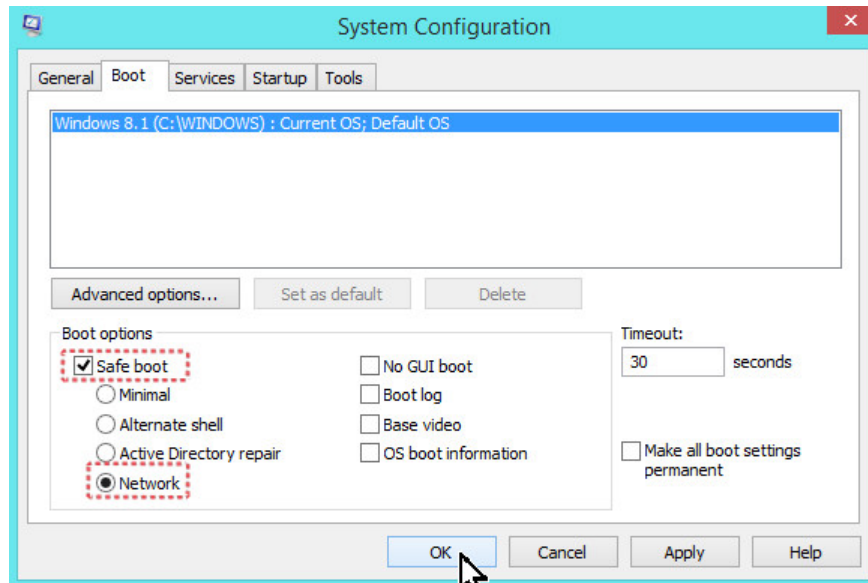 System Configuration
General Boot Services Startup Tools
Windows 8.1 (C:\WINDOWS) : Current OS; Default OS
Advanced options... Set as default Delete
Boot options
Timeout:
Safe boot No GUI boot 30 seconds
Minimal Boot log
Alternate shell Base video
Active Directory repair OS boot information Make all boot settings
permanent
Network
OK Cancel Apply Help